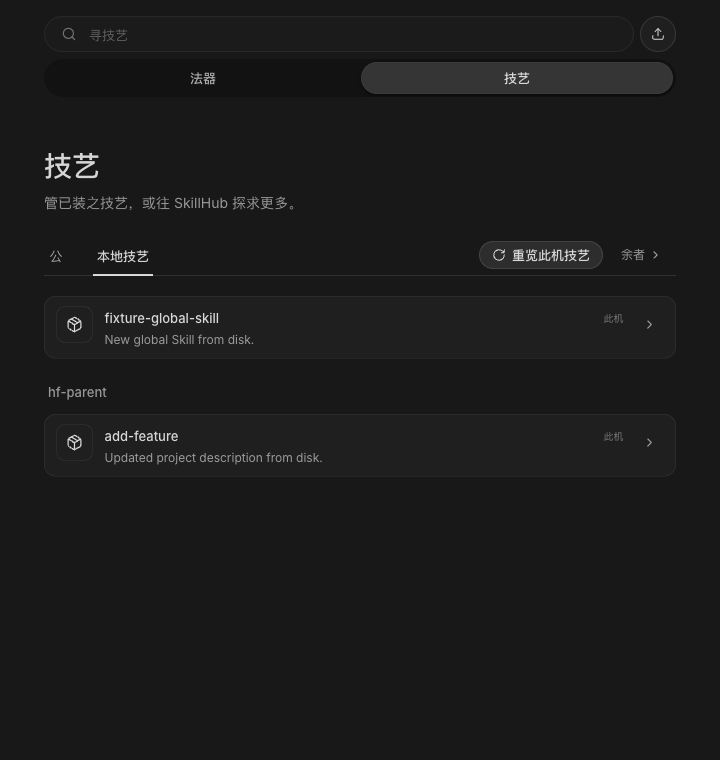 寻技艺
法器
技艺
技艺
管已装之技艺，或往 SkillHub 探求更多。
公
本地技艺
重览此机技艺
余者
fixture-global-skill
此机
New global Skill from disk.
hf-parent
add-feature
此机
Updated project description from disk.